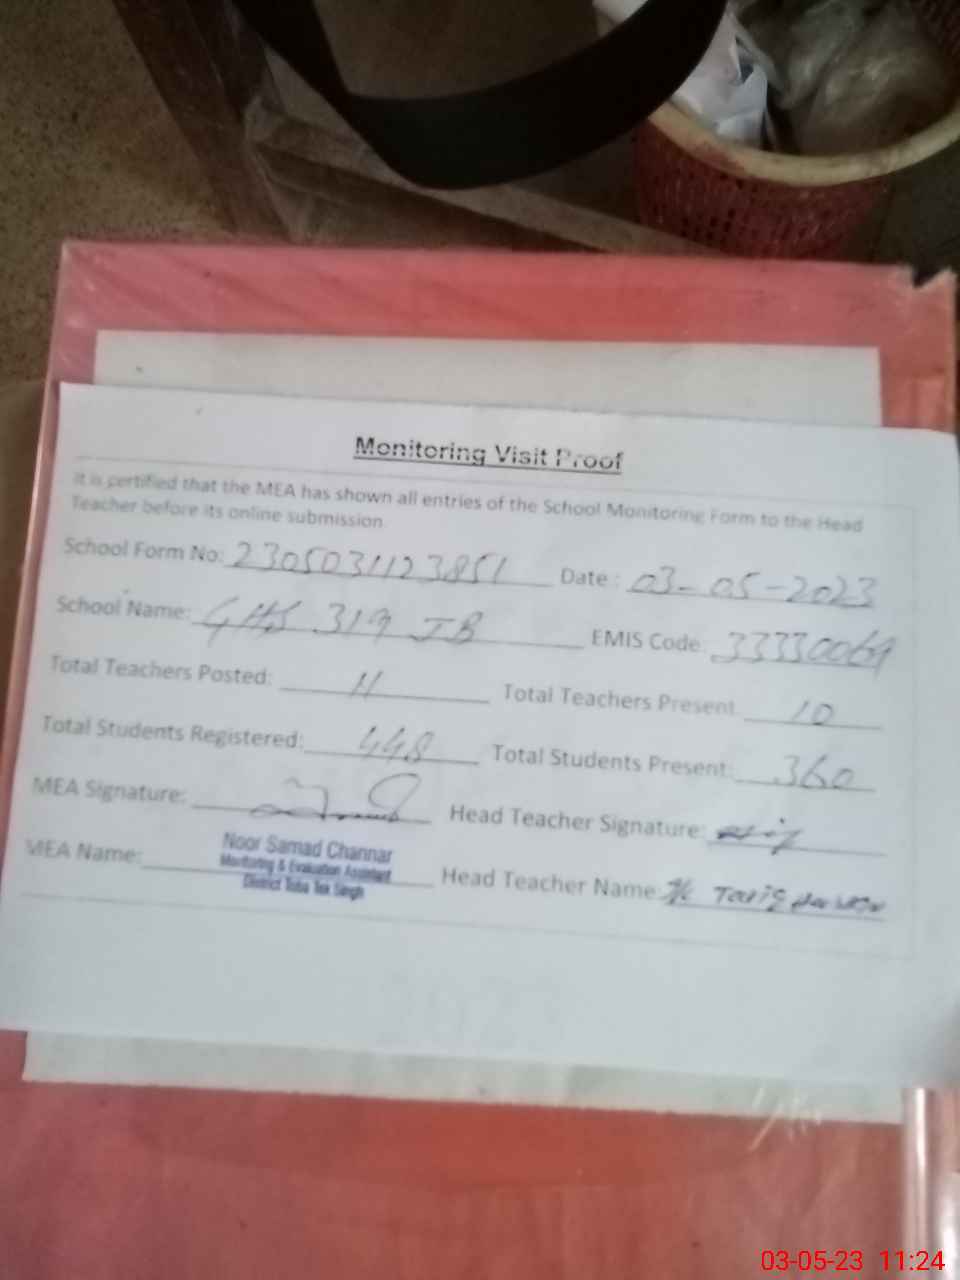 Monitoring Visit Proof
It is certified that the MEA has shown all entries of the School Monitoring Form to the Head
Teacher before its online submission.
School Form No: 2305031123851 Date : 03-05-2023
School Name: GHS 319 JB EMIS Code: 33330069
Total Teachers Posted: 11 Total Teachers Present: 10
Total Students Registered: 448 Total Students Present: 360
MEA Signature: Head Teacher Signature:
MEA Name: Noor Samad Channar
Monitoring & Evaluation Assistant
District Toba Tek Singh
Head Teacher Name: Tariq
03-05-23 11:24